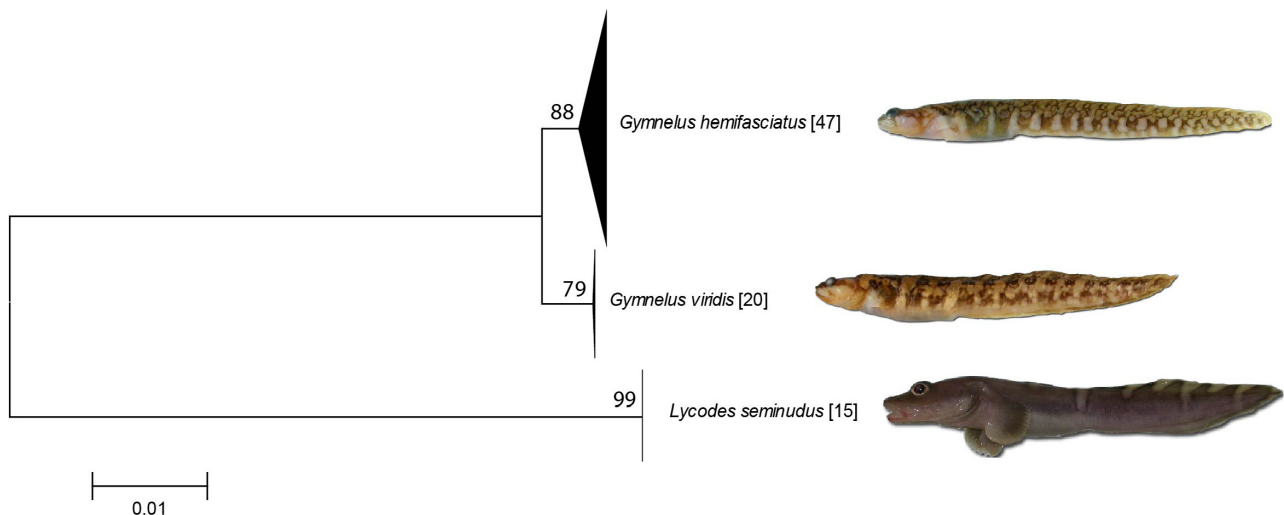 88
Gymnelus hemifasciatus [47]
79
Gymnelus viridis [20]
99
Lycodes seminudus [15]
0.01